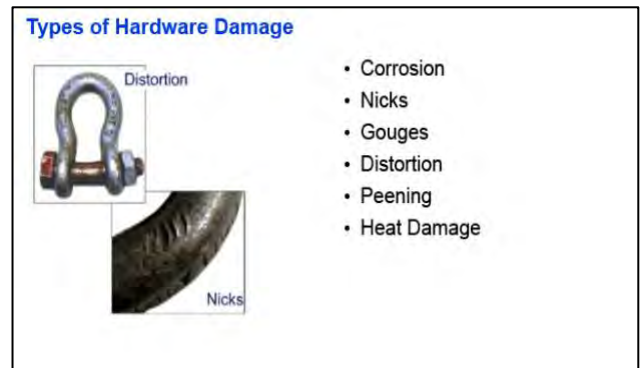 Types of Hardware Damage
Distortion
Nicks
• Corrosion
• Nicks
• Gouges
• Distortion
• Peening
• Heat Damage